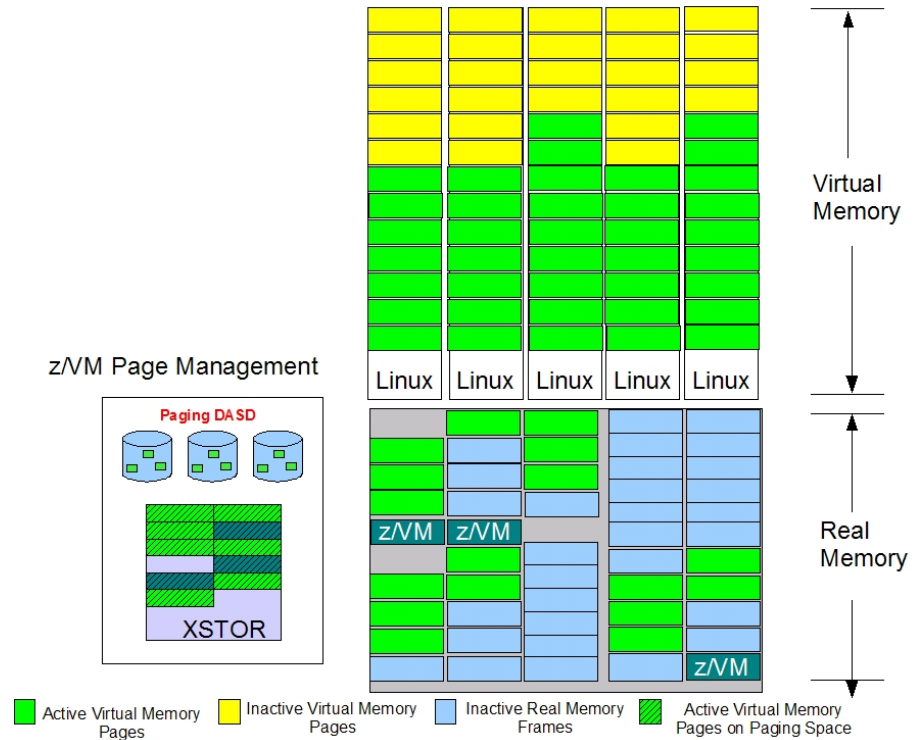 Virtual
Memory
z/VM Page Management
Linux Linux Linux Linux Linux
Paging DASD
z/VM z/VM
Real
Memory
XSTOR
z/VM
Active Virtual Memory
Pages
Inactive Virtual Memory
Pages
Inactive Real Memory
Frames
Active Virtual Memory
Pages on Paging Space